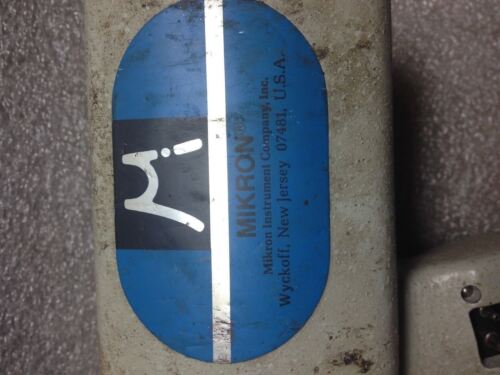 MIKRON®
Mikron Instrument Company, Inc.
Wyckoff, New Jersey 07481, U.S.A.